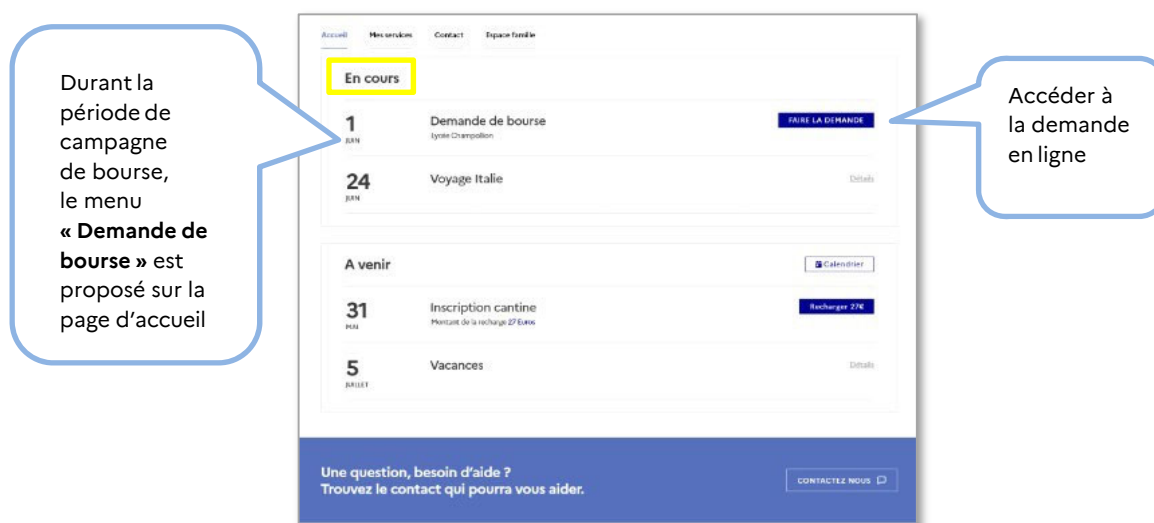 Durant la
période de
campagne
de bourse,
le menu
« Demande de
bourse » est
proposé sur la
page d’accueil
Accueil Mes services Contact Espace famille
En cours
1 Demande de bourse FAIRE LA DEMANDE
JUIN Lycée Champollion
24 Voyage Italie Détails
JUIN
A venir Calendrier
31 Inscription cantine Recharger 27€
MAI Montant de la recharge 27 Euros
5 Vacances Détails
JUILLET
Une question, besoin d’aide ?
Trouvez le contact qui pourra vous aider.
CONTACTEZ NOUS
Accéder à
la demande
en ligne